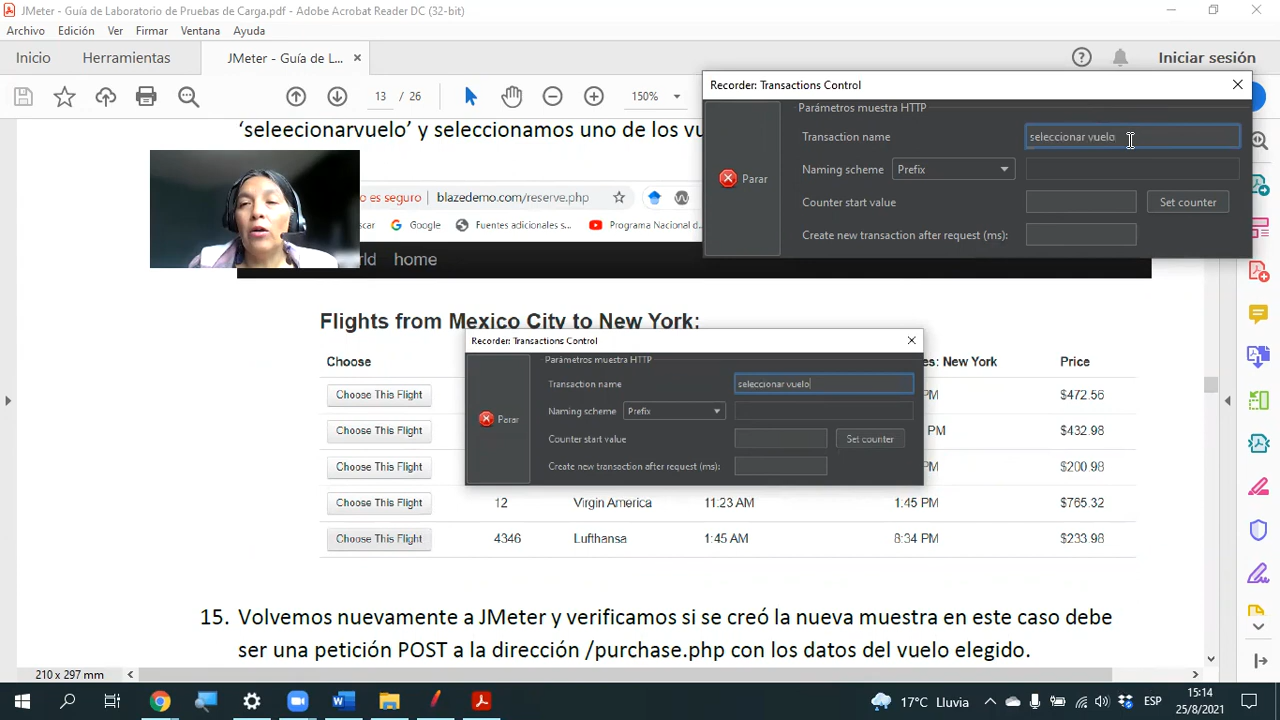 JMeter - Guía de Laboratorio de Pruebas de Carga.pdf - Adobe Acrobat Reader DC (32-bit)
Archivo Edición Ver Firmar Ventana Ayuda
Inicio Herramientas JMeter - Guía de L... Iniciar sesión
13 / 26 150%
'seleecionarvuelo' y seleccionamos uno de los vu
Recorder: Transactions Control
Parámetros muestra HTTP
Transaction name seleccionar vuelo
Naming scheme Prefix
Counter start value Set counter
Create new transaction after request (ms):
Parar
o es seguro blazedemo.com/reserve.php
scar Google Fuentes adicionales s... Programa Nacional d...
rld home
Flights from Mexico City to New York:
Choose es: New York Price
Choose This Flight PM $472.56
Choose This Flight PM $432.98
Choose This Flight PM $200.98
Choose This Flight 12 Virgin America 11:23 AM 1:45 PM $765.32
Choose This Flight 4346 Lufthansa 1:45 AM 8:34 PM $233.98
Recorder: Transactions Control
Parámetros muestra HTTP
Transaction name seleccionar vuelo
Naming scheme Prefix
Counter start value Set counter
Create new transaction after request (ms):
Parar
15. Volvemos nuevamente a JMeter y verificamos si se creó la nueva muestra en este caso debe
ser una petición POST a la dirección /purchase.php con los datos del vuelo elegido.
210 x 297 mm
17°C Lluvia ESP 15:14
25/8/2021